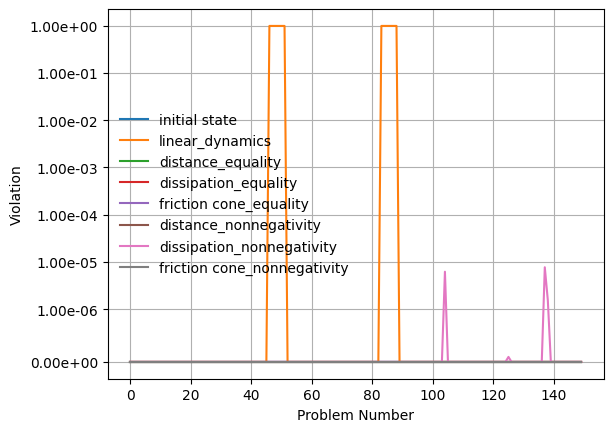 1.00e+00
1.00e-01
1.00e-02
1.00e-03
1.00e-04
1.00e-05
1.00e-06
0.00e+00
Violation
initial state
linear_dynamics
distance_equality
dissipation_equality
friction cone_equality
distance_nonnegativity
dissipation_nonnegativity
friction cone_nonnegativity
0 20 40 60 80 100 120 140
Problem Number